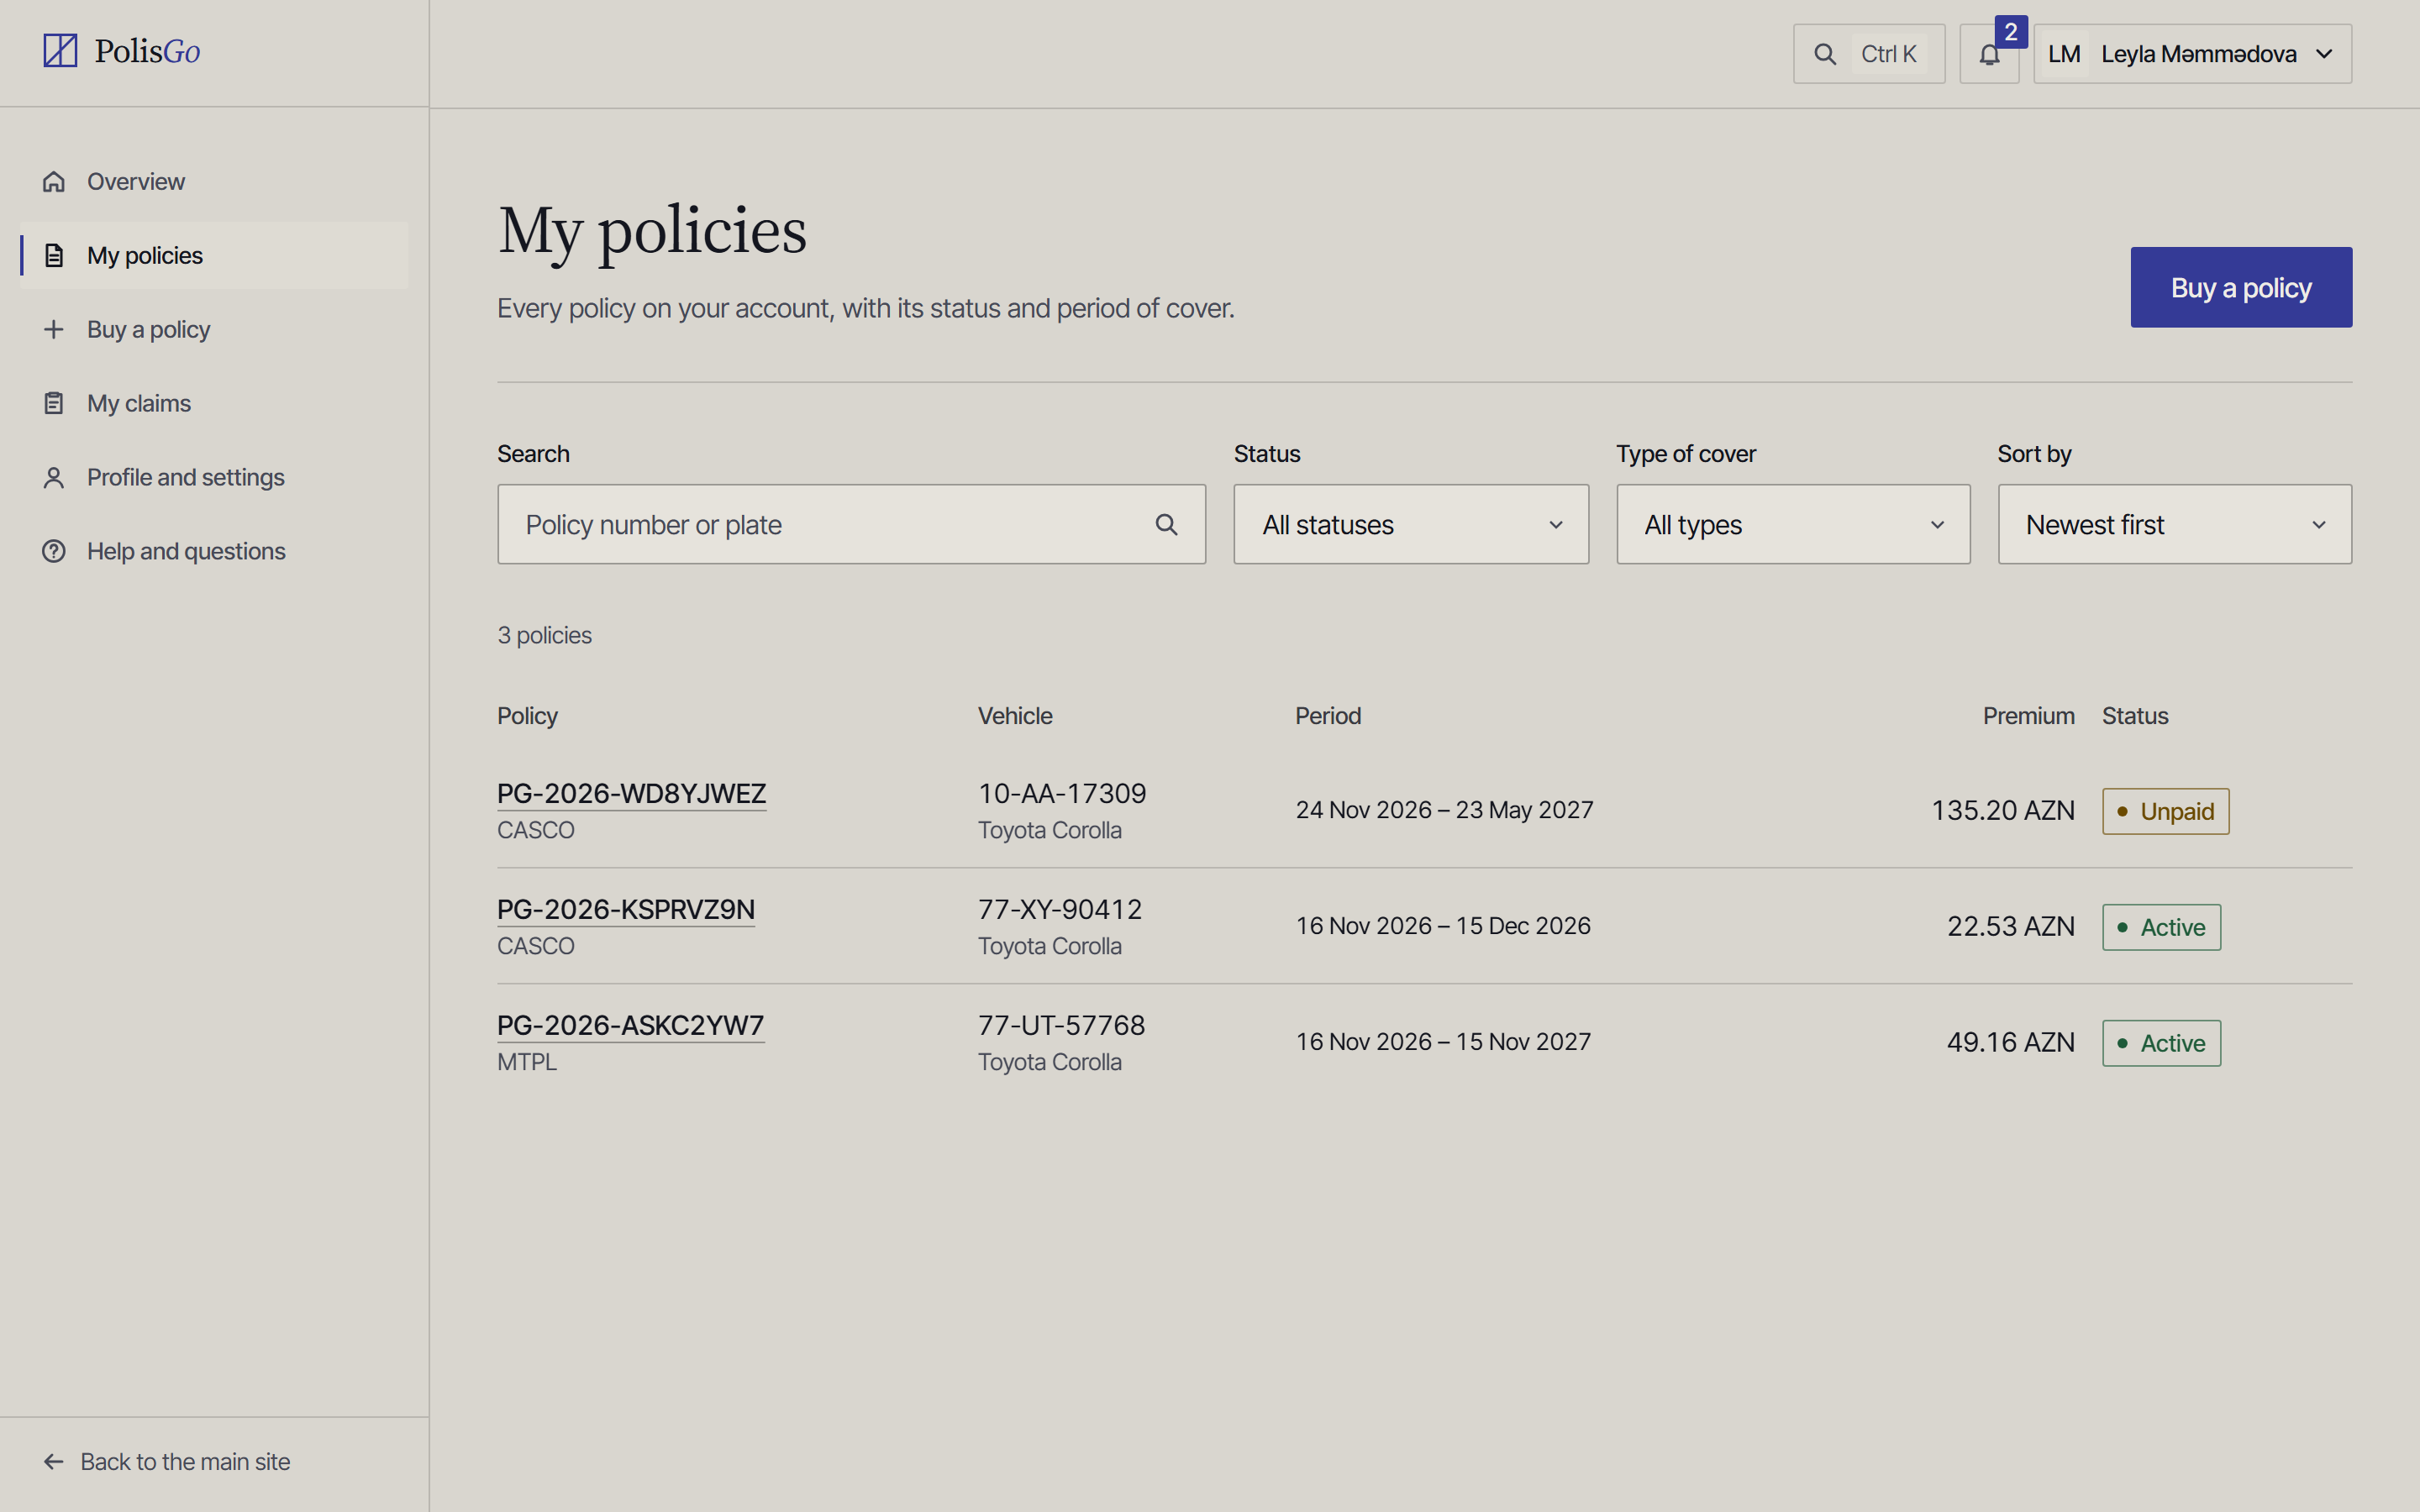 PolisGo
Ctrl K
2
LM Leyla Məmmədova
Overview
My policies
Buy a policy
My claims
Profile and settings
Help and questions
Back to the main site
My policies
Every policy on your account, with its status and period of cover.
Buy a policy
Search Status Type of cover Sort by
Policy number or plate All statuses All types Newest first
3 policies
Policy Vehicle Period Premium Status
PG-2026-WD8YJWEZ 10-AA-17309 24 Nov 2026 – 23 May 2027 135.20 AZN Unpaid
CASCO Toyota Corolla
PG-2026-KSPRVZ9N 77-XY-90412 16 Nov 2026 – 15 Dec 2026 22.53 AZN Active
CASCO Toyota Corolla
PG-2026-ASKC2YW7 77-UT-57768 16 Nov 2026 – 15 Nov 2027 49.16 AZN Active
MTPL Toyota Corolla